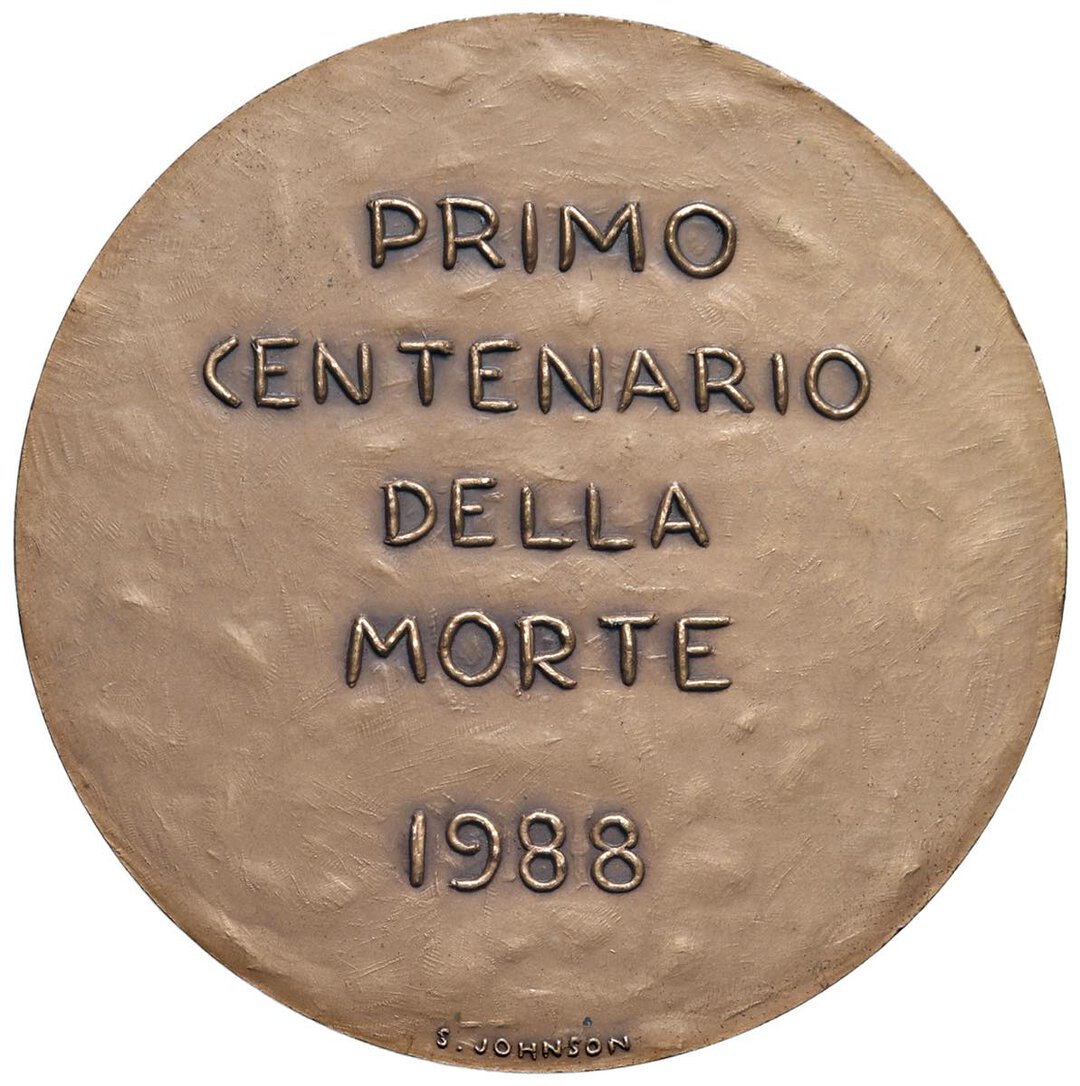 PRIMO
CENTENARIO
DELLA
MORTE
1988
S. JOHNSON